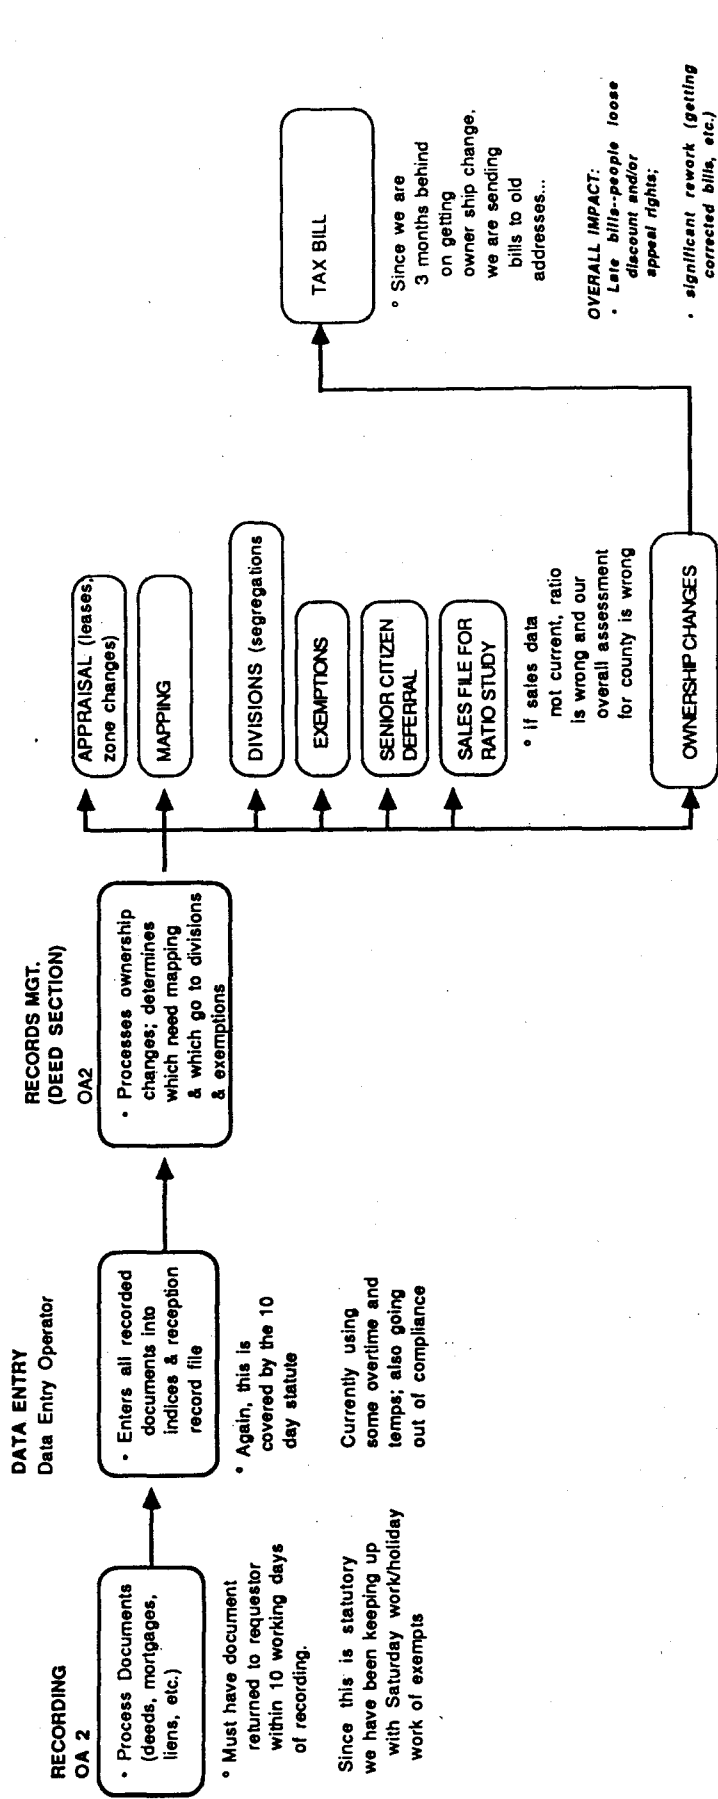 RECORDING
OA 2
• Process Documents
(deeds, mortgages,
liens, etc.)
° Must have document
returned to requestor
within 10 working days
of recording.
Since this is statutory
we have been keeping up
with Saturday work/holiday
work of exempts
DATA ENTRY
Data Entry Operator
• Enters all recorded
documents into
indices & reception
record file
° Again, this is
covered by the 10
day statute
Currently using
some overtime and
temps; also going
out of compliance
RECORDS MGT.
(DEED SECTION)
OA2
• Processes ownership
changes; determines
which need mapping
& which go to divisions
& exemptions
APPRAISAL (leases,
zone changes)
MAPPING
DIVISIONS (segregations
EXEMPTIONS
SENIOR CITIZEN
DEFERRAL
SALES FILE FOR
RATIO STUDY
° If sales data
not current, ratio
is wrong and our
overall assessment
for county is wrong
OWNERSHIP CHANGES
TAX BILL
° Since we are
3 months behind
on getting
owner ship change,
we are sending
bills to old
addresses...
OVERALL IMPACT:
• Late bills--people loose
discount and/or
appeal rights;
• significant rework (getting
corrected bills, etc.)